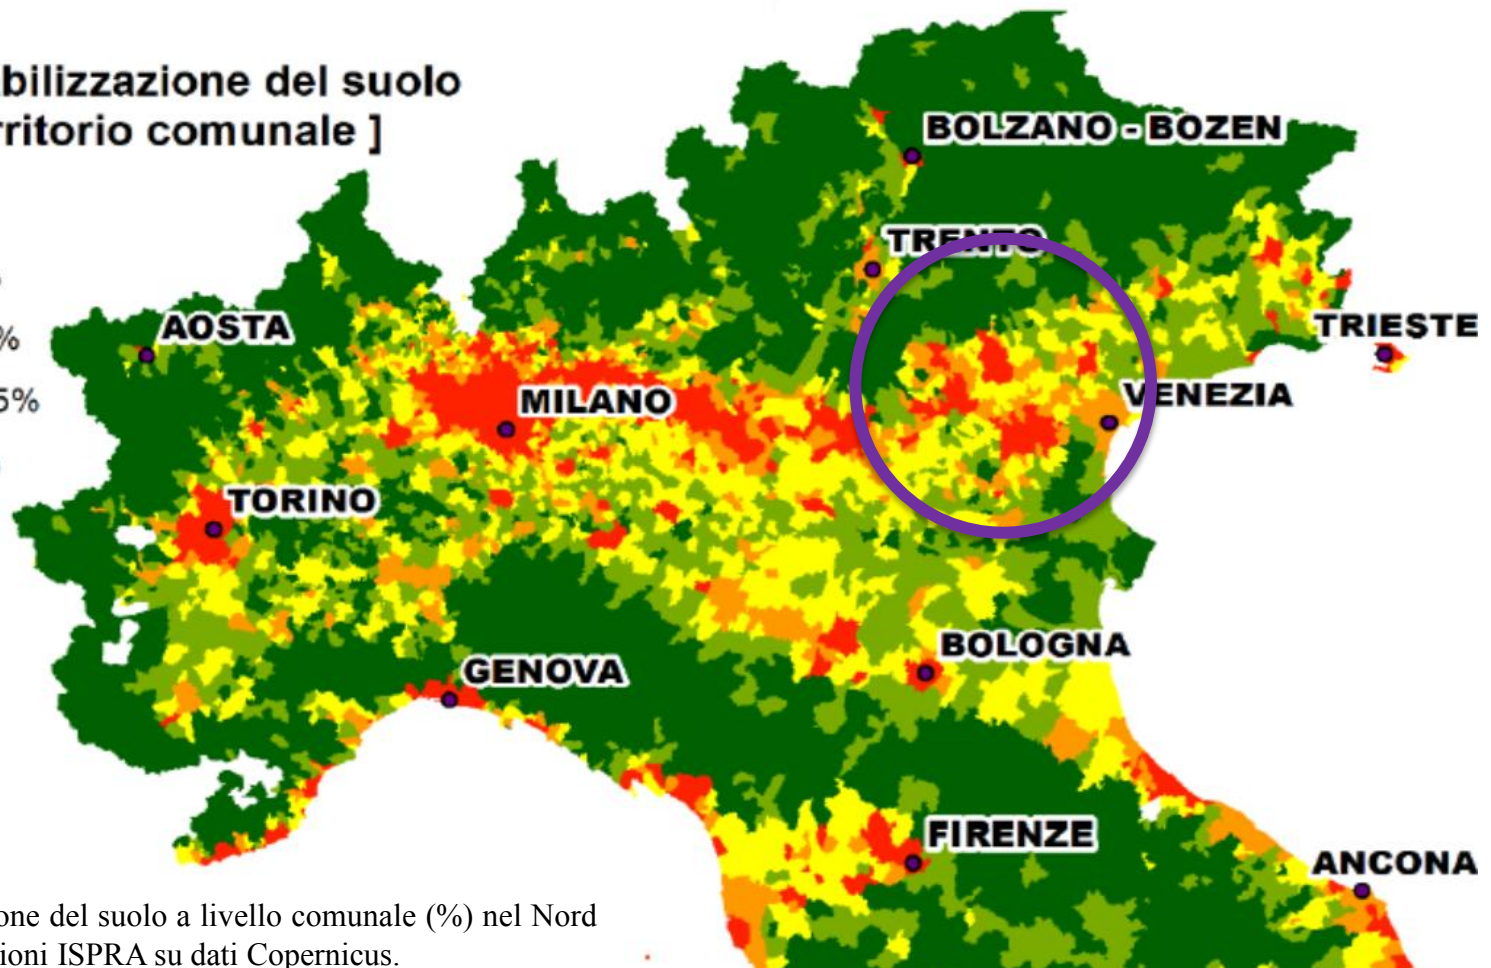 bilizzazione del suolo
rritorio comunale ]
BOLZANO - BOZEN
TRENTO
AOSTA
%
TRIESTE
5%
MILANO
VENEZIA
TORINO
BOLOGNA
GENOVA
FIRENZE
ANCONA
one del suolo a livello comunale (%) nel Nord
ioni ISPRA su dati Copernicus.